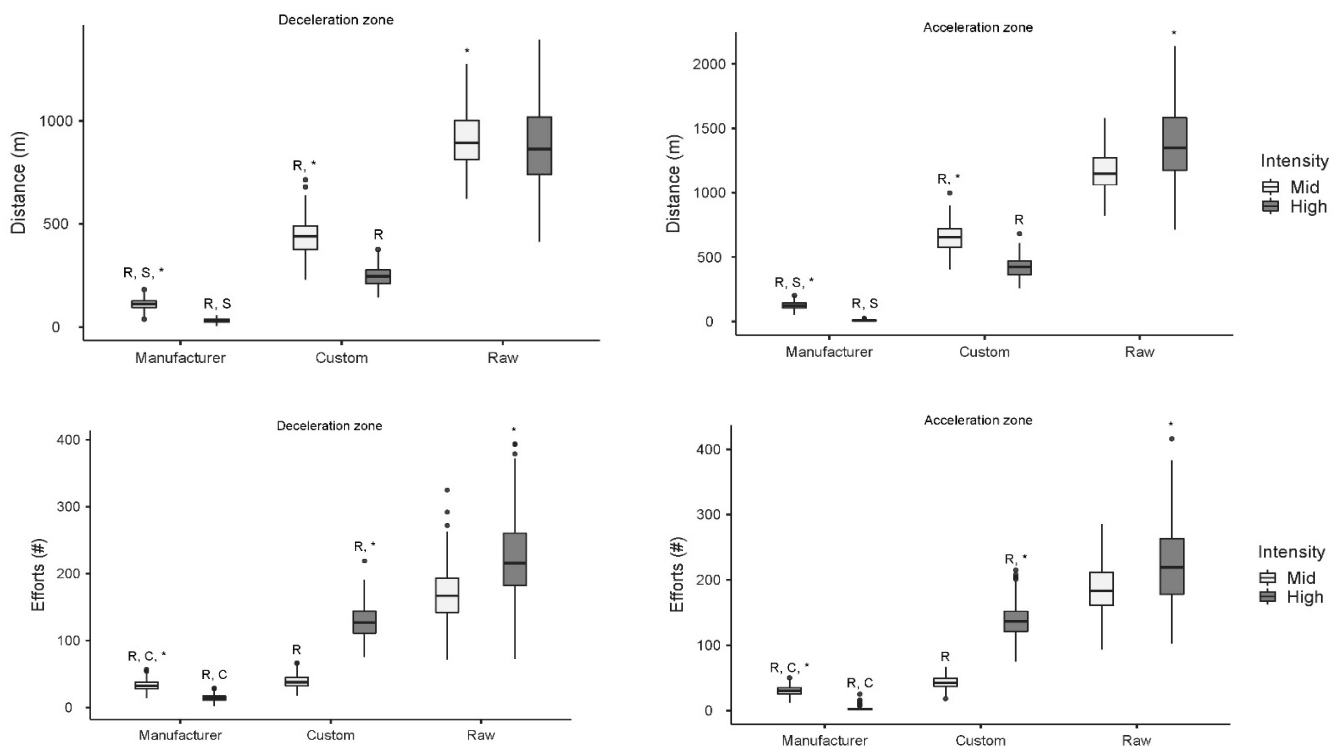 Deceleration zone
Distance (m)
1000
500
0
R, S, *
R, S
R, *
R
*
Manufacturer
Custom
Raw
Acceleration zone
Distance (m)
2000
1500
1000
500
0
R, S, *
R, S
R, *
R
*
Manufacturer
Custom
Raw
Intensity
Mid
High
Deceleration zone
Efforts (#)
400
300
200
100
0
R, C, *
R, C
R
R, *
*
Manufacturer
Custom
Raw
Acceleration zone
Efforts (#)
400
300
200
100
0
R, C, *
R, C
R
R, *
*
Manufacturer
Custom
Raw
Intensity
Mid
High